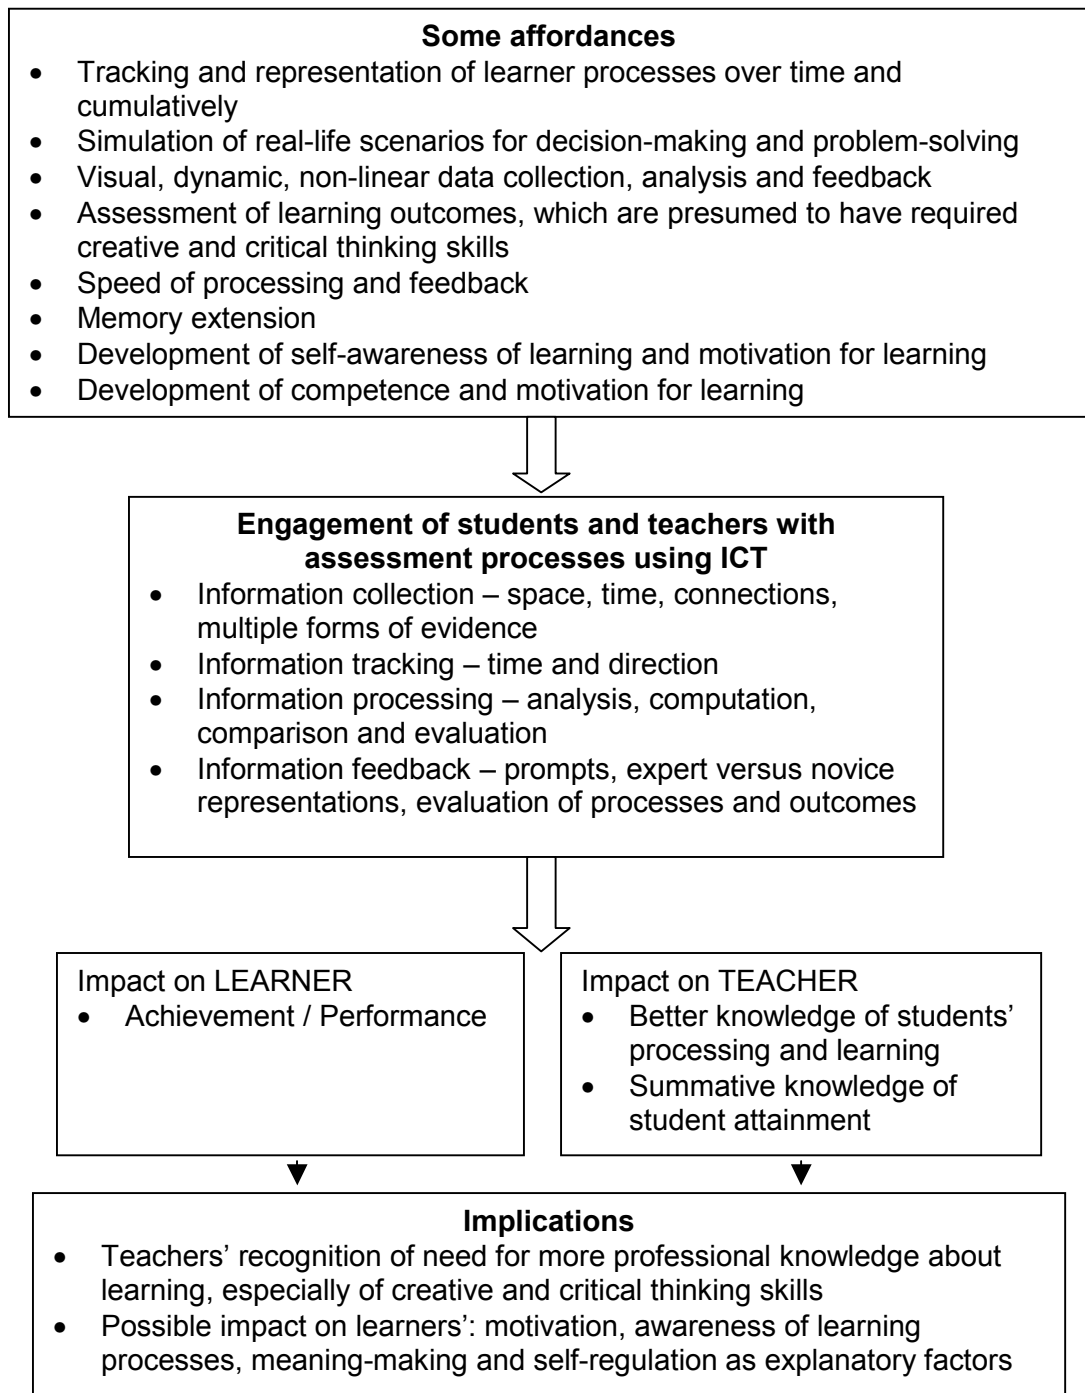 Some affordances
• Tracking and representation of learner processes over time and
cumulatively
• Simulation of real-life scenarios for decision-making and problem-solving
• Visual, dynamic, non-linear data collection, analysis and feedback
• Assessment of learning outcomes, which are presumed to have required
creative and critical thinking skills
• Speed of processing and feedback
• Memory extension
• Development of self-awareness of learning and motivation for learning
• Development of competence and motivation for learning
Engagement of students and teachers with
assessment processes using ICT
• Information collection – space, time, connections,
multiple forms of evidence
• Information tracking – time and direction
• Information processing – analysis, computation,
comparison and evaluation
• Information feedback – prompts, expert versus novice
representations, evaluation of processes and outcomes
Impact on LEARNER
• Achievement / Performance
Impact on TEACHER
• Better knowledge of students’
processing and learning
• Summative knowledge of
student attainment
Implications
• Teachers’ recognition of need for more professional knowledge about
learning, especially of creative and critical thinking skills
• Possible impact on learners’: motivation, awareness of learning
processes, meaning-making and self-regulation as explanatory factors